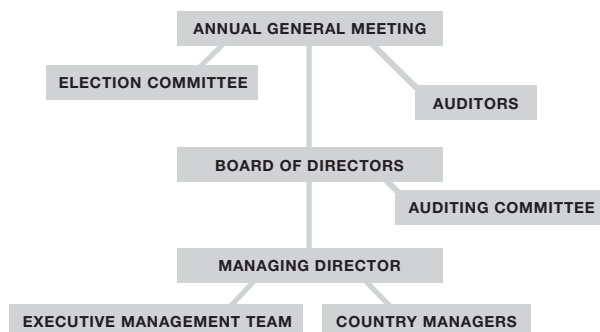 ANNUAL GENERAL MEETING
ELECTION COMMITTEE
AUDITORS
BOARD OF DIRECTORS
AUDITING COMMITTEE
MANAGING DIRECTOR
EXECUTIVE MANAGEMENT TEAM
COUNTRY MANAGERS